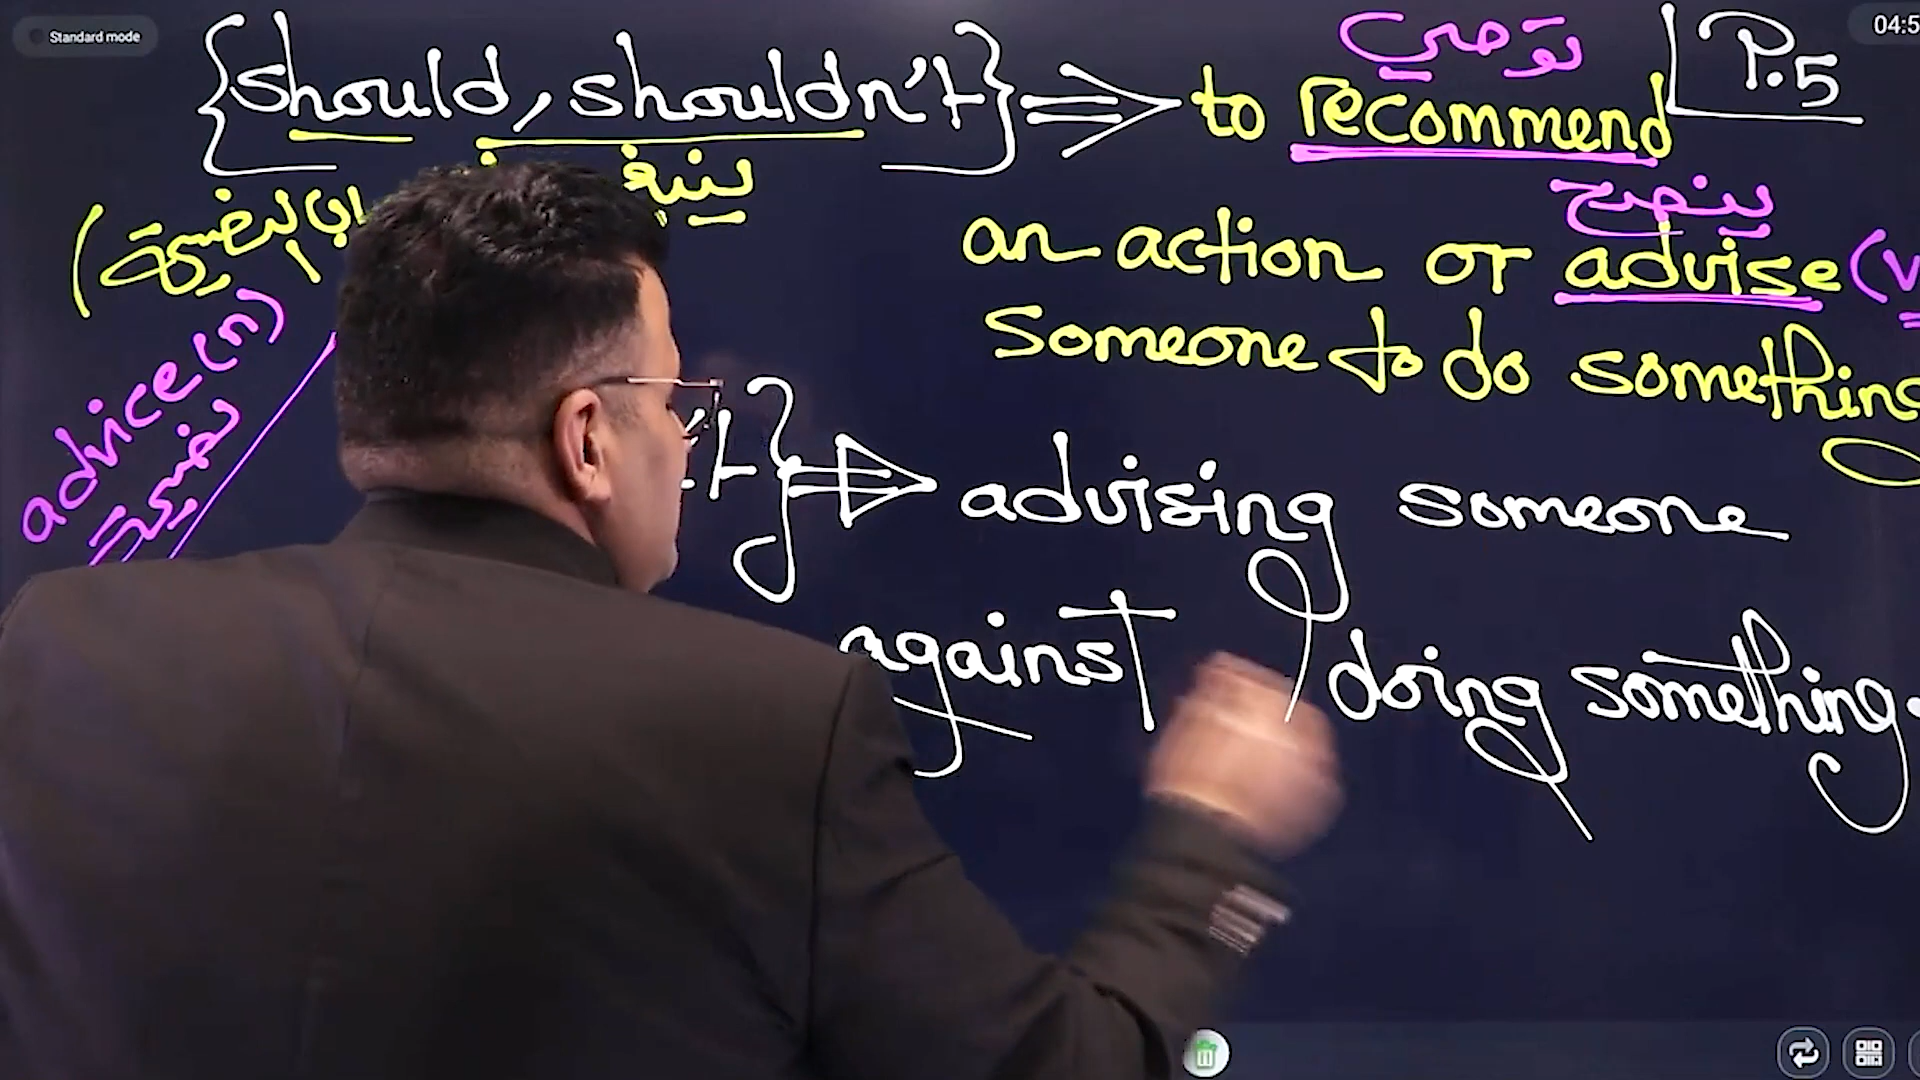 Standard mode
04:5
{should, shouldn't} ⇒ to recommend
توصي
P.5
ينبغي
ينصح
an action or advise (v
someone to do something
advice (n)
نصيحة
't} ⇒ advising someone
against doing something.